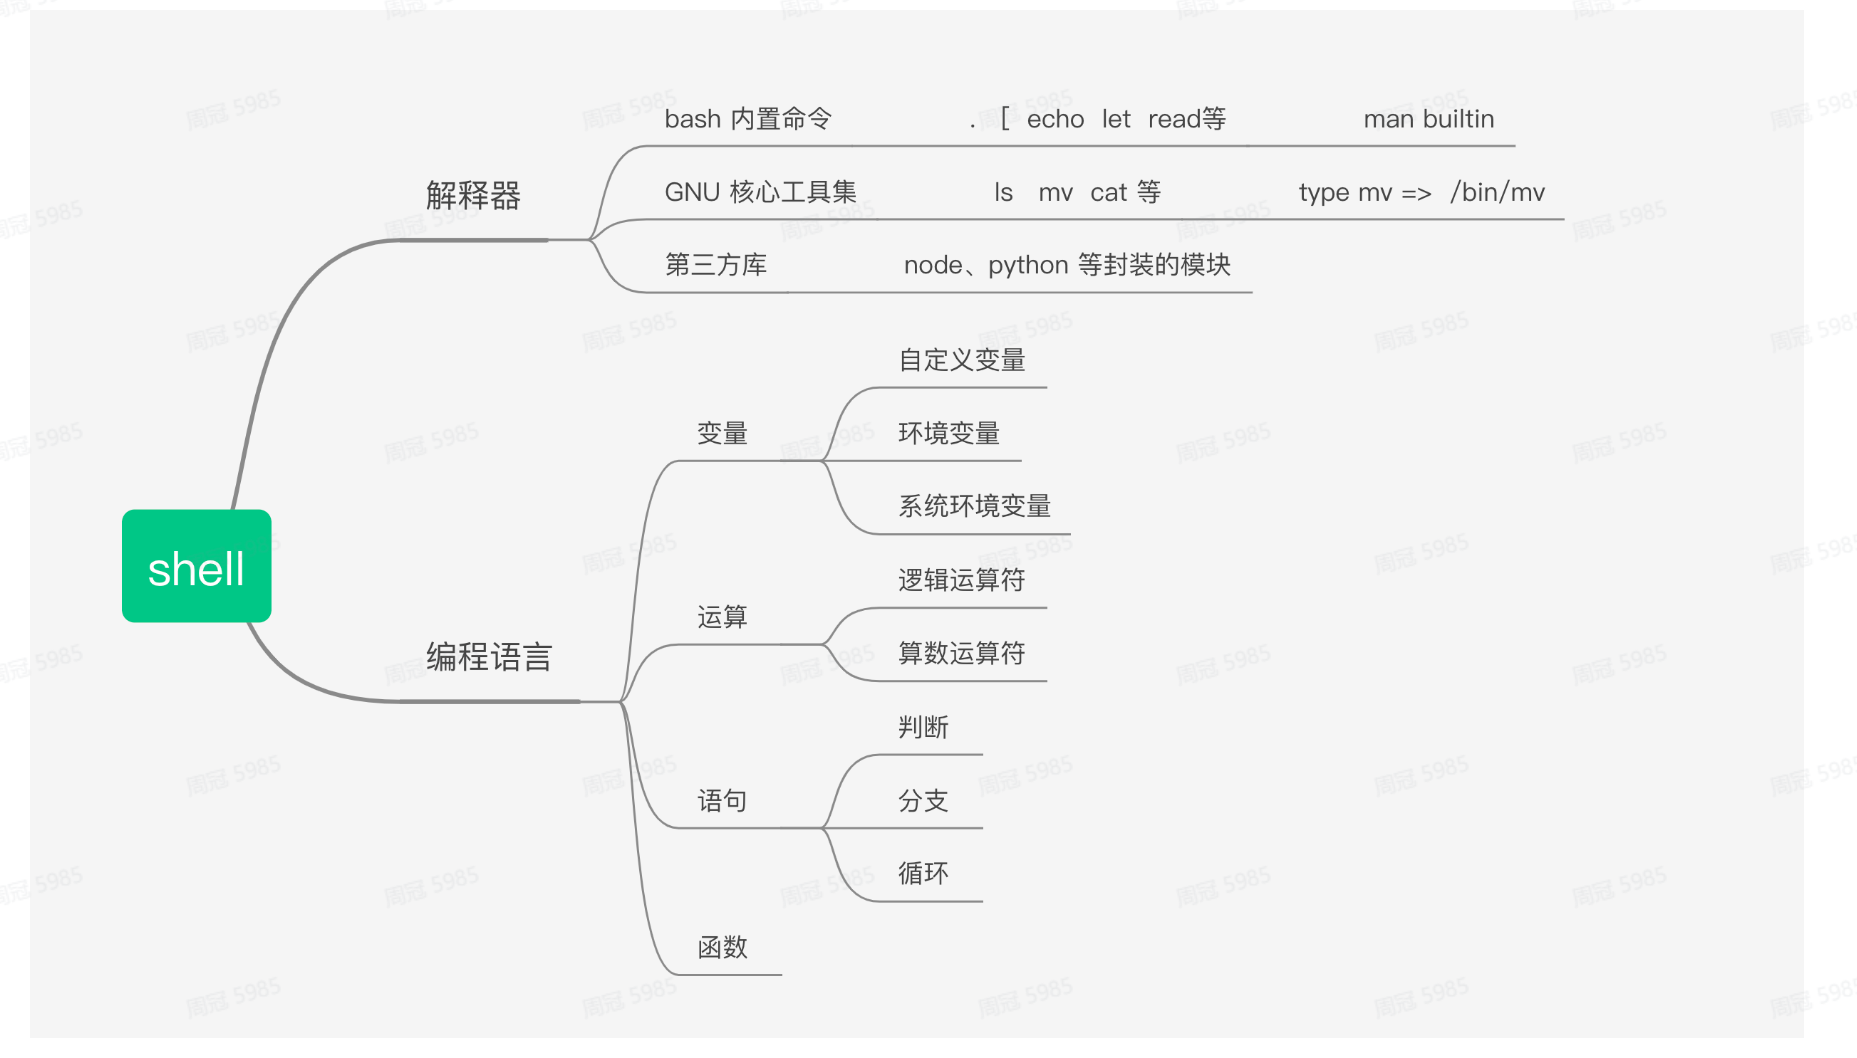 bash 内置命令 . [ echo let read等 man builtin
解释器
GNU 核心工具集 ls mv cat 等 type mv => /bin/mv
第三方库 node、python 等封装的模块
自定义变量
变量
环境变量
系统环境变量
shell
逻辑运算符
运算
算数运算符
编程语言
判断
语句
分支
循环
函数
周冠 5985